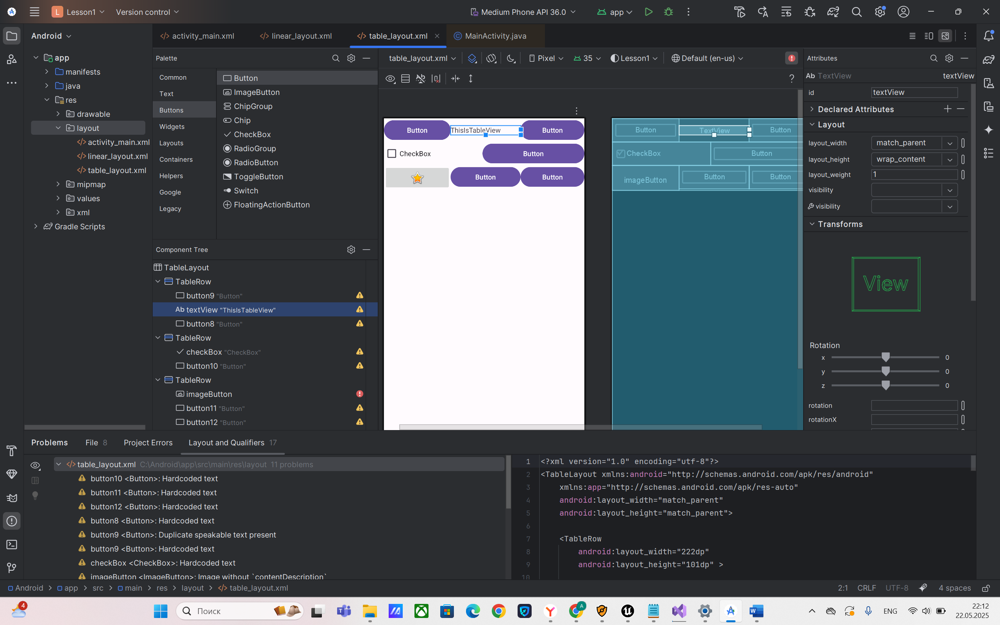 L Lesson1 Version control Medium Phone API 36.0 app
Android
activity_main.xml linear_layout.xml table_layout.xml MainActivity.java
app
manifests
java
res
drawable
layout
activity_main.xml
linear_layout.xml
table_layout.xml
mipmap
values
xml
Gradle Scripts
Palette
Common
Text
Buttons
Widgets
Layouts
Containers
Helpers
Google
Legacy
Button
ImageButton
ChipGroup
Chip
CheckBox
RadioGroup
RadioButton
ToggleButton
Switch
FloatingActionButton
Component Tree
TableLayout
TableRow
button9 "Button"
Ab textView "ThisIsTableView"
button8 "Button"
TableRow
checkBox "CheckBox"
button10 "Button"
TableRow
imageButton
button11 "Button"
button12 "Button"
table_layout.xml Pixel 35 Lesson1 Default (en-us)
?
Button ThisIsTableView Button
CheckBox Button
Button Button
Button TextView Button
CheckBox Button
imageButton Button Button
Attributes
Ab TextView textView
id textView
Declared Attributes
Layout
layout_width match_parent
layout_height wrap_content
layout_weight 1
visibility
visibility
Transforms
View
Rotation
x 0
y 0
z 0
rotation
rotationX
Problems File 8 Project Errors Layout and Qualifiers 17
table_layout.xml C:\Android\app\src\main\res\layout 11 problems
button10 <Button>: Hardcoded text
button11 <Button>: Hardcoded text
button12 <Button>: Hardcoded text
button8 <Button>: Hardcoded text
button9 <Button>: Duplicate speakable text present
button9 <Button>: Hardcoded text
checkBox <CheckBox>: Hardcoded text
imageButton <ImageButton>: Image without `contentDescription`
1 <?xml version="1.0" encoding="utf-8"?>
2 <TableLayout xmlns:android="http://schemas.android.com/apk/res/android"
3 xmlns:app="http://schemas.android.com/apk/res-auto"
4 android:layout_width="match_parent"
5 android:layout_height="match_parent">
6
7 <TableRow
8 android:layout_width="222dp"
9 android:layout_height="101dp" >
10
Android > app > src > main > res > layout > table_layout.xml
2:1 CRLF UTF-8 4 spaces
4
Поиск
ENG
22:12
22.05.2025